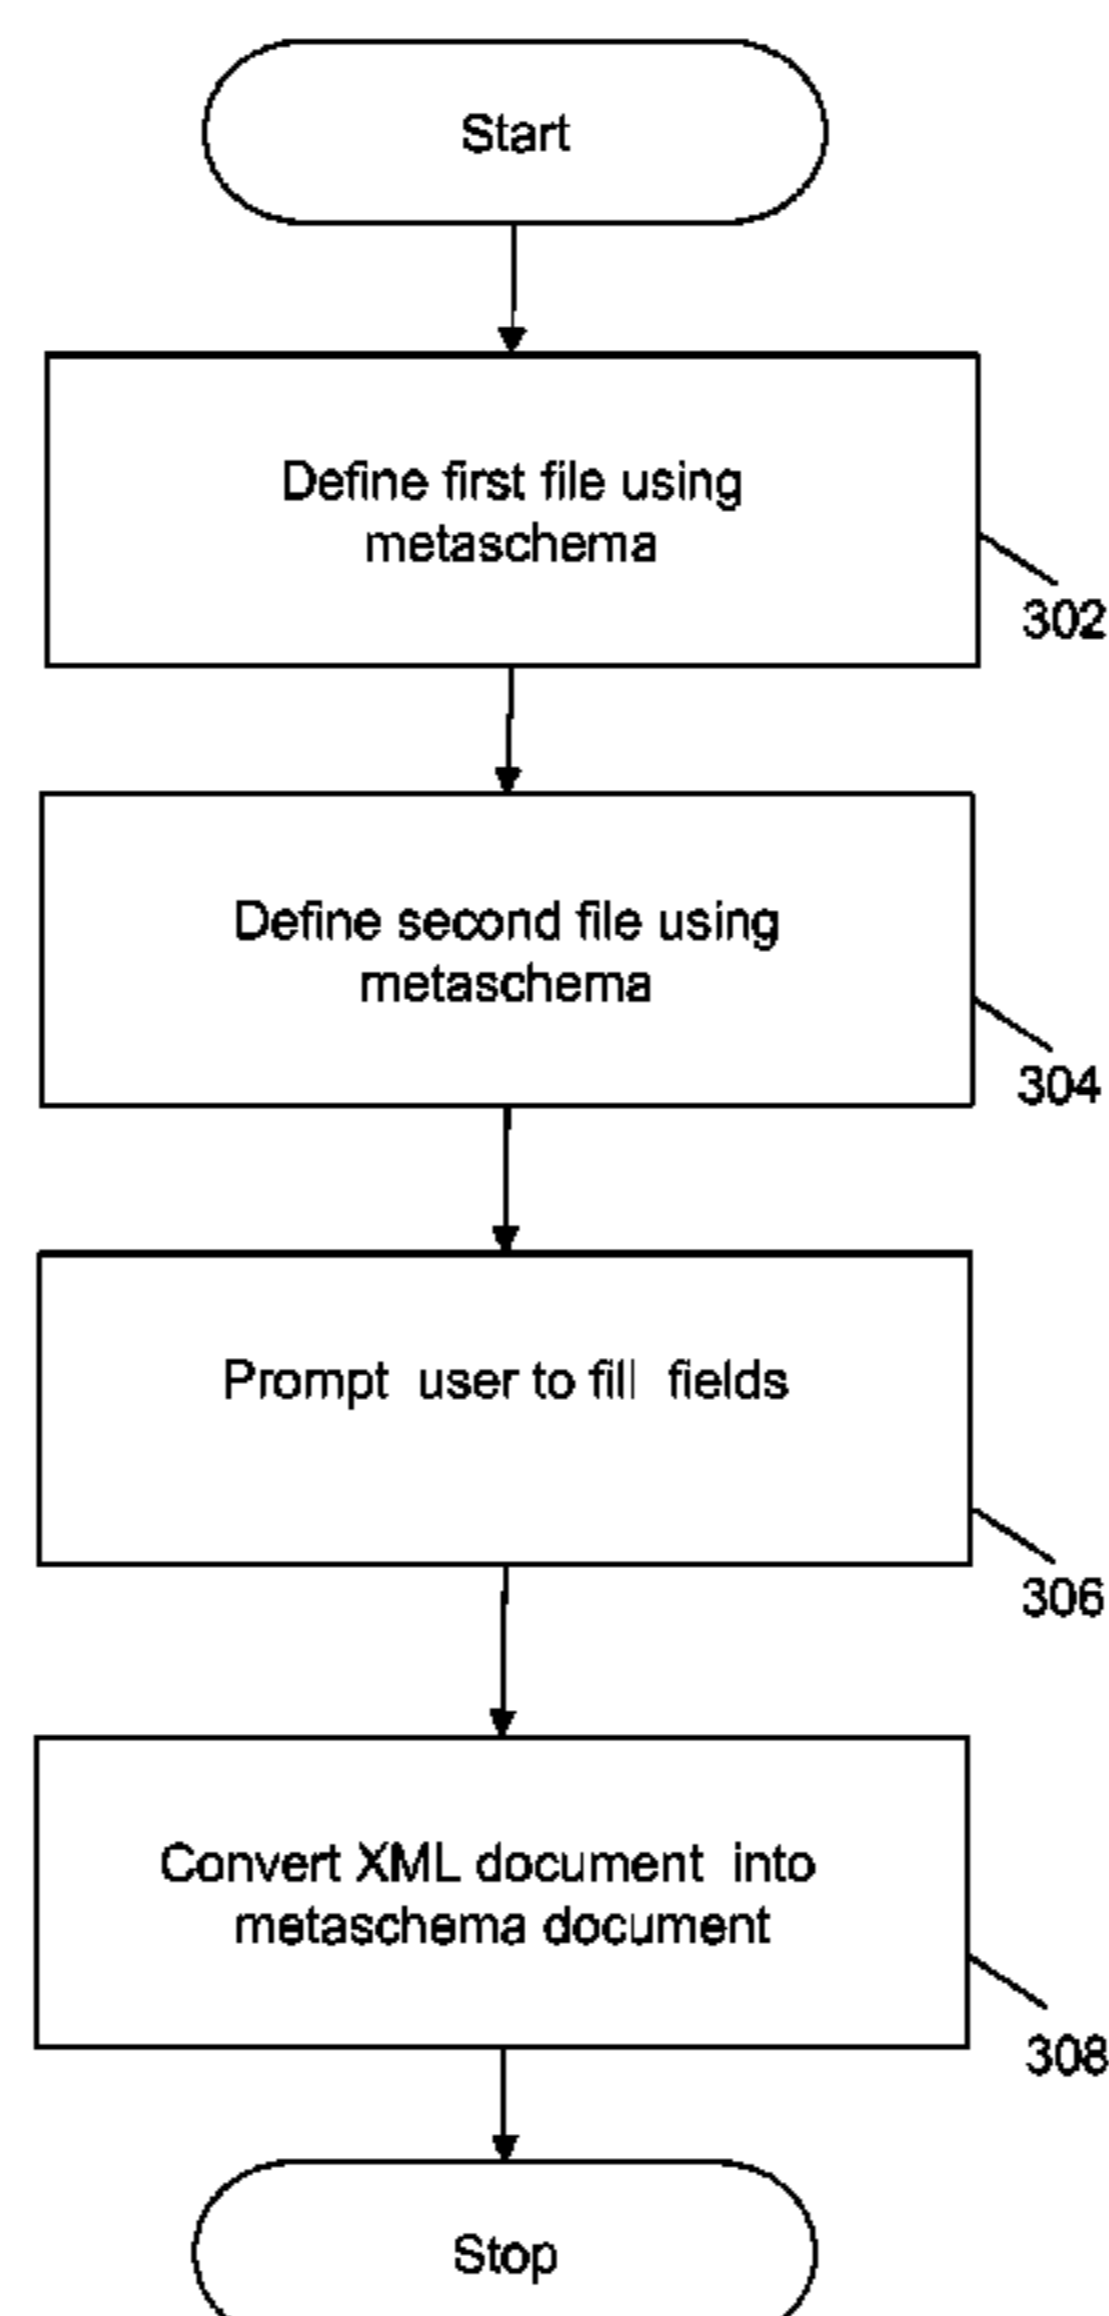 Start
Define first file using
metaschema
302
Define second file using
metaschema
304
Prompt user to fill fields
306
Convert XML document into
metaschema document
308
Stop